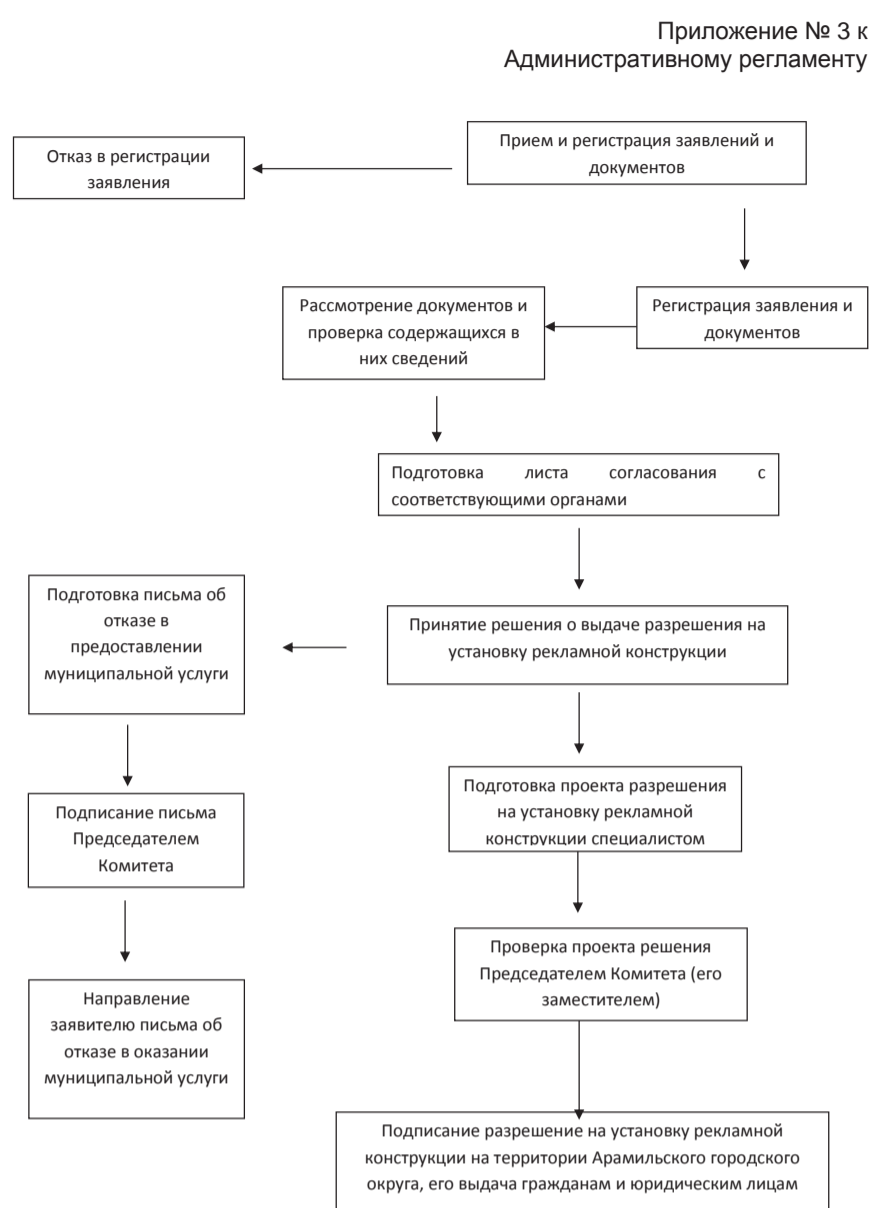 Приложение № 3 к
Административному регламенту
Прием и регистрация заявлений и
документов
Отказ в регистрации
заявления
Регистрация заявления и
документов
Рассмотрение документов и
проверка содержащихся в
них сведений
Подготовка листа согласования с
соответствующими органами
Принятие решения о выдаче разрешения на
установку рекламной конструкции
Подготовка письма об
отказе в
предоставлении
муниципальной услуги
Подписание письма
Председателем
Комитета
Направление
заявителю письма об
отказе в оказании
муниципальной услуги
Подготовка проекта разрешения
на установку рекламной
конструкции специалистом
Проверка проекта решения
Председателем Комитета (его
заместителем)
Подписание разрешение на установку рекламной
конструкции на территории Арамильского городского
округа, его выдача гражданам и юридическим лицам